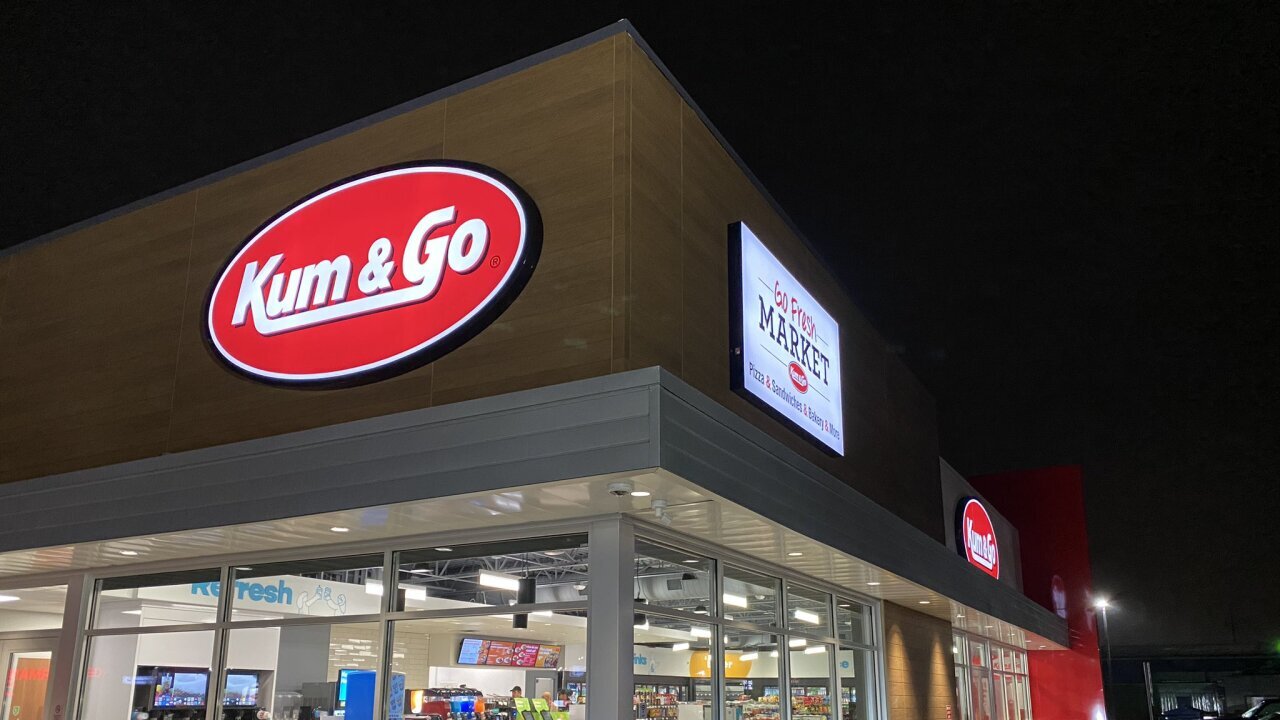 Kum & Go ®
Go Fresh
MARKET
Kum & Go
Pizza & Sandwiches & Bakery & More
Kum & Go
Refresh